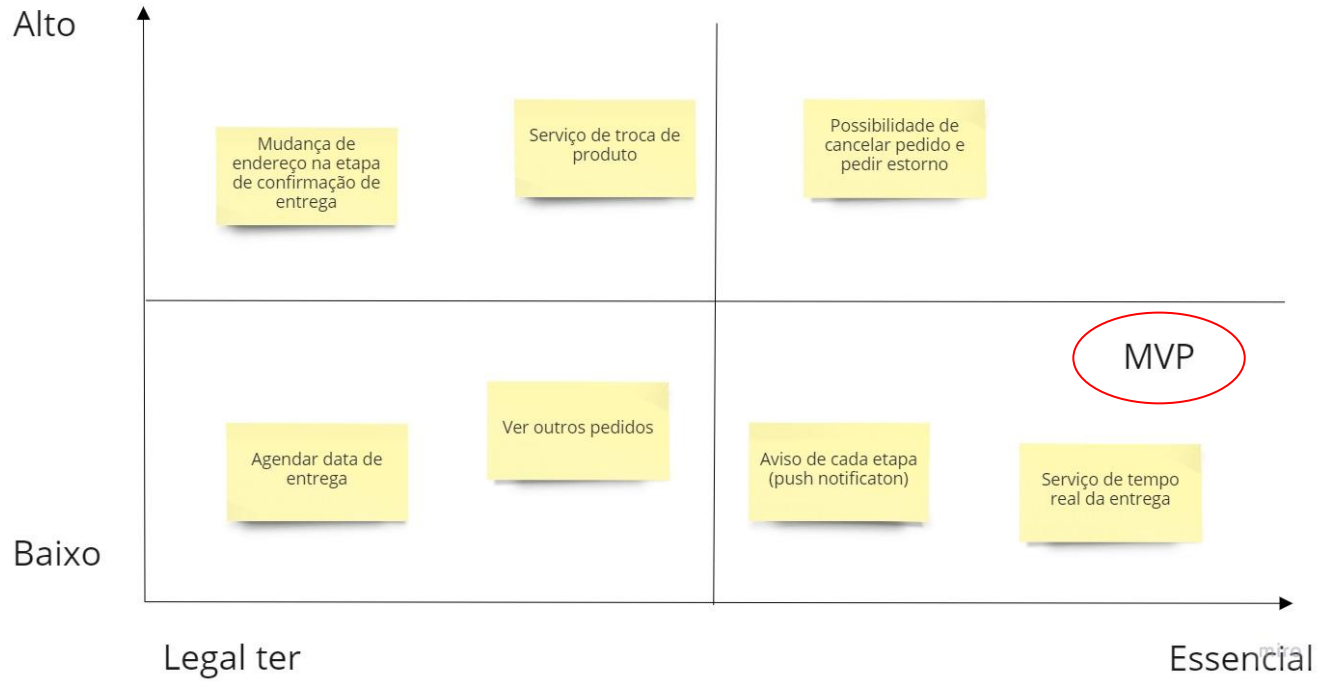 Alto
Mudança de
endereço na etapa
de confirmação de
entrega
Serviço de troca de
produto
Possibilidade de
cancelar pedido e
pedir estorno
MVP
Agendar data de
entrega
Ver outros pedidos
Aviso de cada etapa
(push notificaton)
Serviço de tempo
real da entrega
Baixo
Legal ter
Essencial
miro